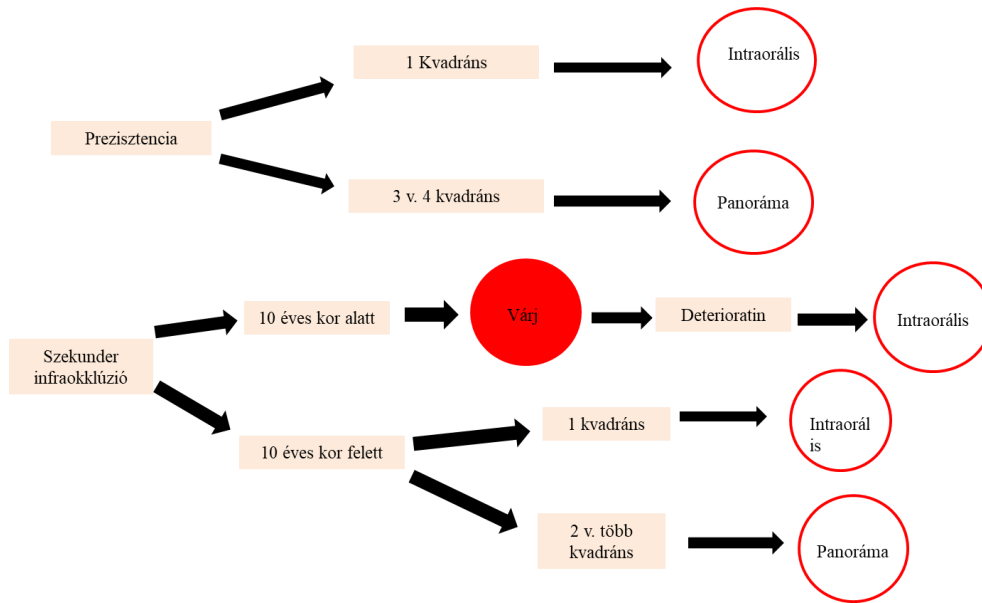 1 Kvadráns
Intraorális
Prezisztencia
3 v. 4 kvadráns
Panoráma
10 éves kor alatt
Várj
Deterioratin
Intraorális
Szekunder
infraokklúzió
10 éves kor felett
1 kvadráns
Intraorál
is
2 v. több
kvadráns
Panoráma